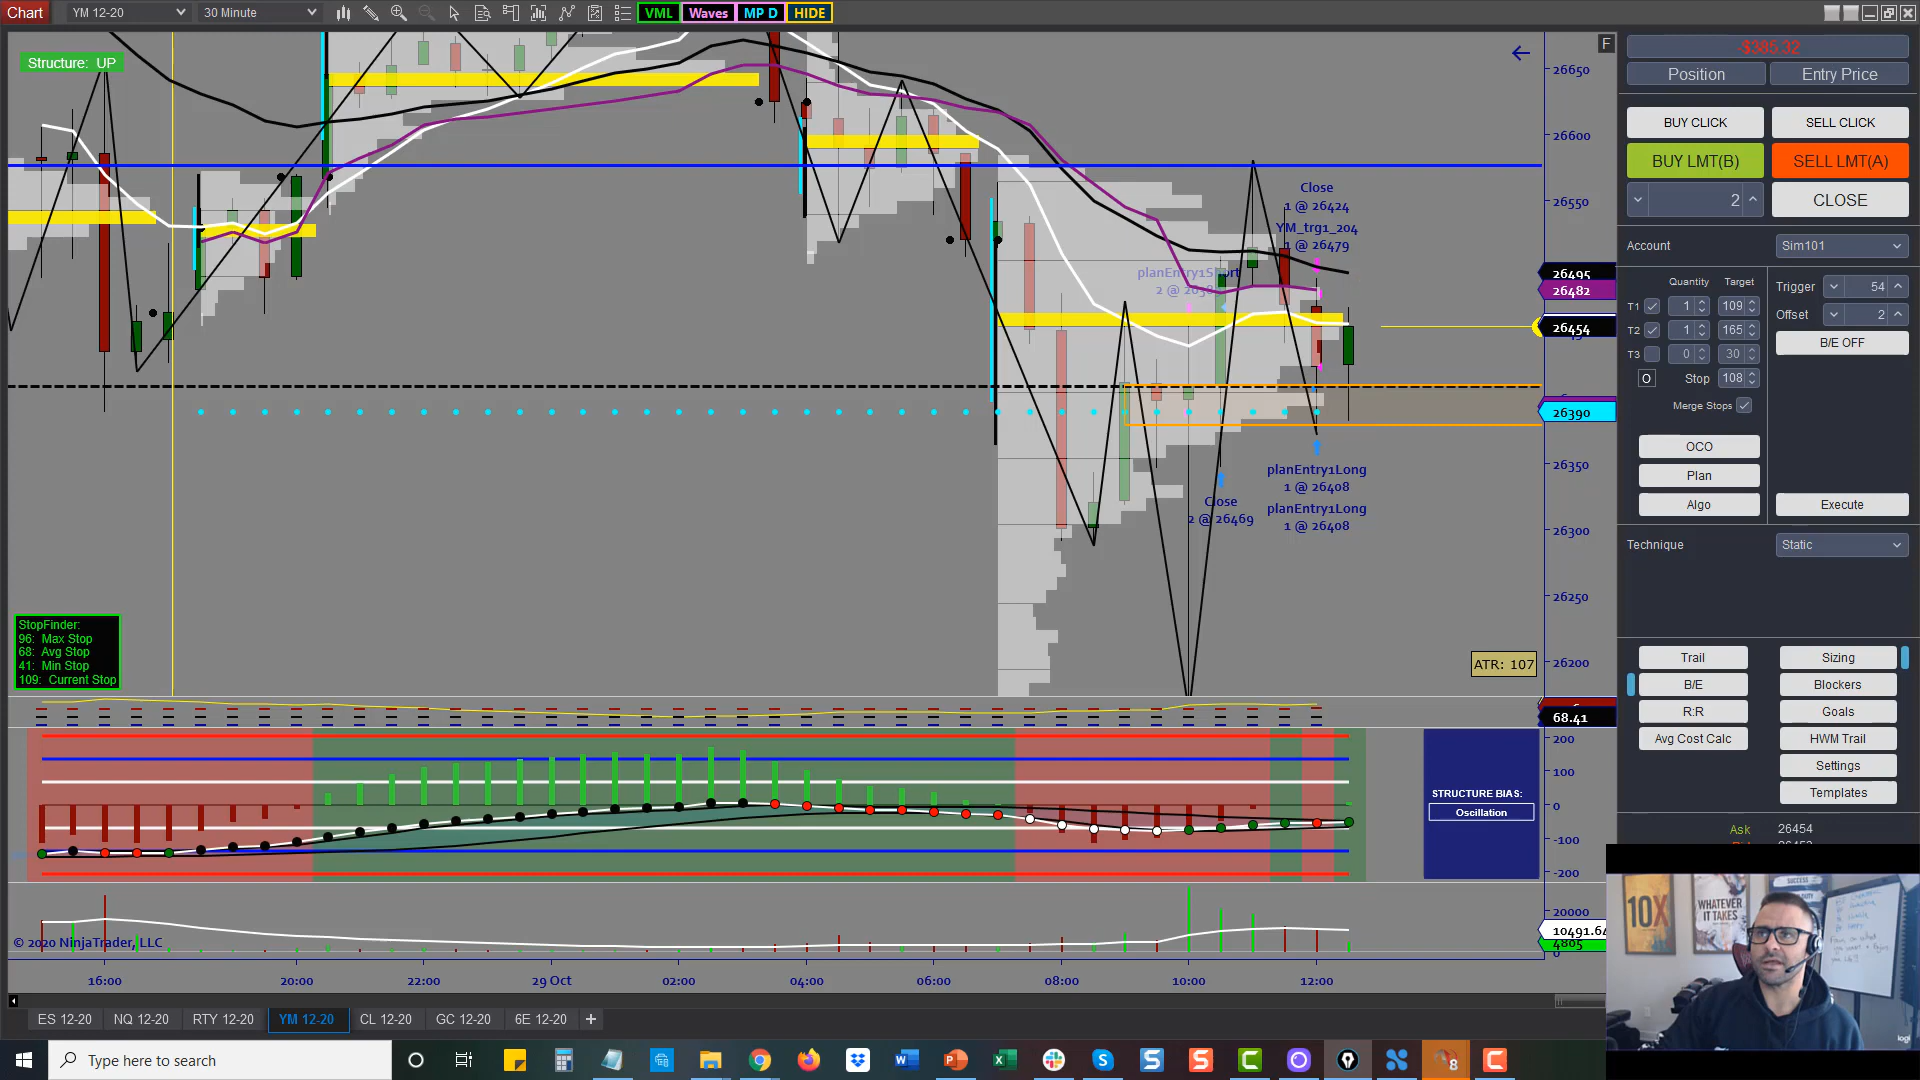 Chart
YM 12-20
30 Minute
VML
Waves
MP D
HIDE
Structure: UP
F
Close
1 @ 26424
YM_trg1_204
1 @ 26479
planEntry1Short
planEntry1Long
1 @ 26408
planEntry1Long
1 @ 26408
Close
2 @ 26469
StopFinder:
96: Max Stop
68: Avg Stop
41: Min Stop
109: Current Stop
ATR: 107
26650
26600
26550
26495
26482
26454
26390
26350
26300
26250
26200
68.41
200
100
0
-100
-200
STRUCTURE BIAS:
Oscillation
20000
10491.64
4805
0
© 2020 NinjaTrader, LLC
16:00
20:00
22:00
29 Oct
02:00
04:00
06:00
08:00
10:00
12:00
ES 12-20
NQ 12-20
RTY 12-20
YM 12-20
CL 12-20
GC 12-20
6E 12-20
+
-$385.32
Position
Entry Price
BUY CLICK
SELL CLICK
BUY LMT(B)
SELL LMT(A)
2
CLOSE
Account
Sim101
Quantity
Target
T1
1
109
T2
1
165
T3
0
30
O
Stop
108
Merge Stops
Trigger
54
Offset
2
B/E OFF
OCO
Plan
Algo
Execute
Technique
Static
Trail
Sizing
B/E
Blockers
R:R
Goals
Avg Cost Calc
HWM Trail
Settings
Templates
Ask
26454
10X
WHATEVER
IT TAKES
SUCCESS
logi
Type here to search